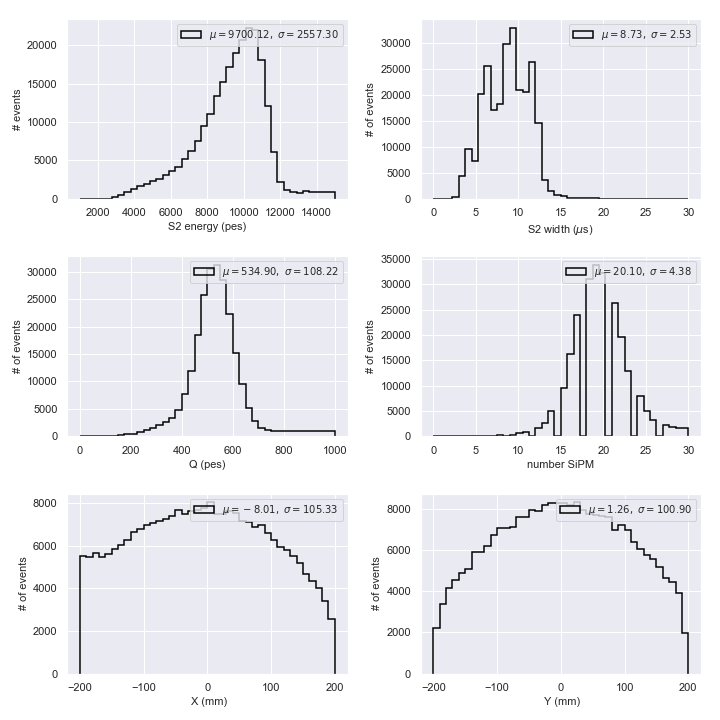 μ = 9700.12, σ = 2557.30
# events
20000
15000
10000
5000
0
2000 4000 6000 8000 10000 12000 14000
S2 energy (pes)
μ = 8.73, σ = 2.53
# of events
30000
25000
20000
15000
10000
5000
0
0 5 10 15 20 25 30
S2 width (μs)
μ = 534.90, σ = 108.22
# of events
30000
25000
20000
15000
10000
5000
0
0 200 400 600 800 1000
Q (pes)
μ = 20.10, σ = 4.38
# of events
35000
30000
25000
20000
15000
10000
5000
0
0 5 10 15 20 25 30
number SiPM
μ = −8.01, σ = 105.33
# of events
8000
6000
4000
2000
0
−200 −100 0 100 200
X (mm)
μ = 1.26, σ = 100.90
# of events
8000
6000
4000
2000
0
−200 −100 0 100 200
Y (mm)